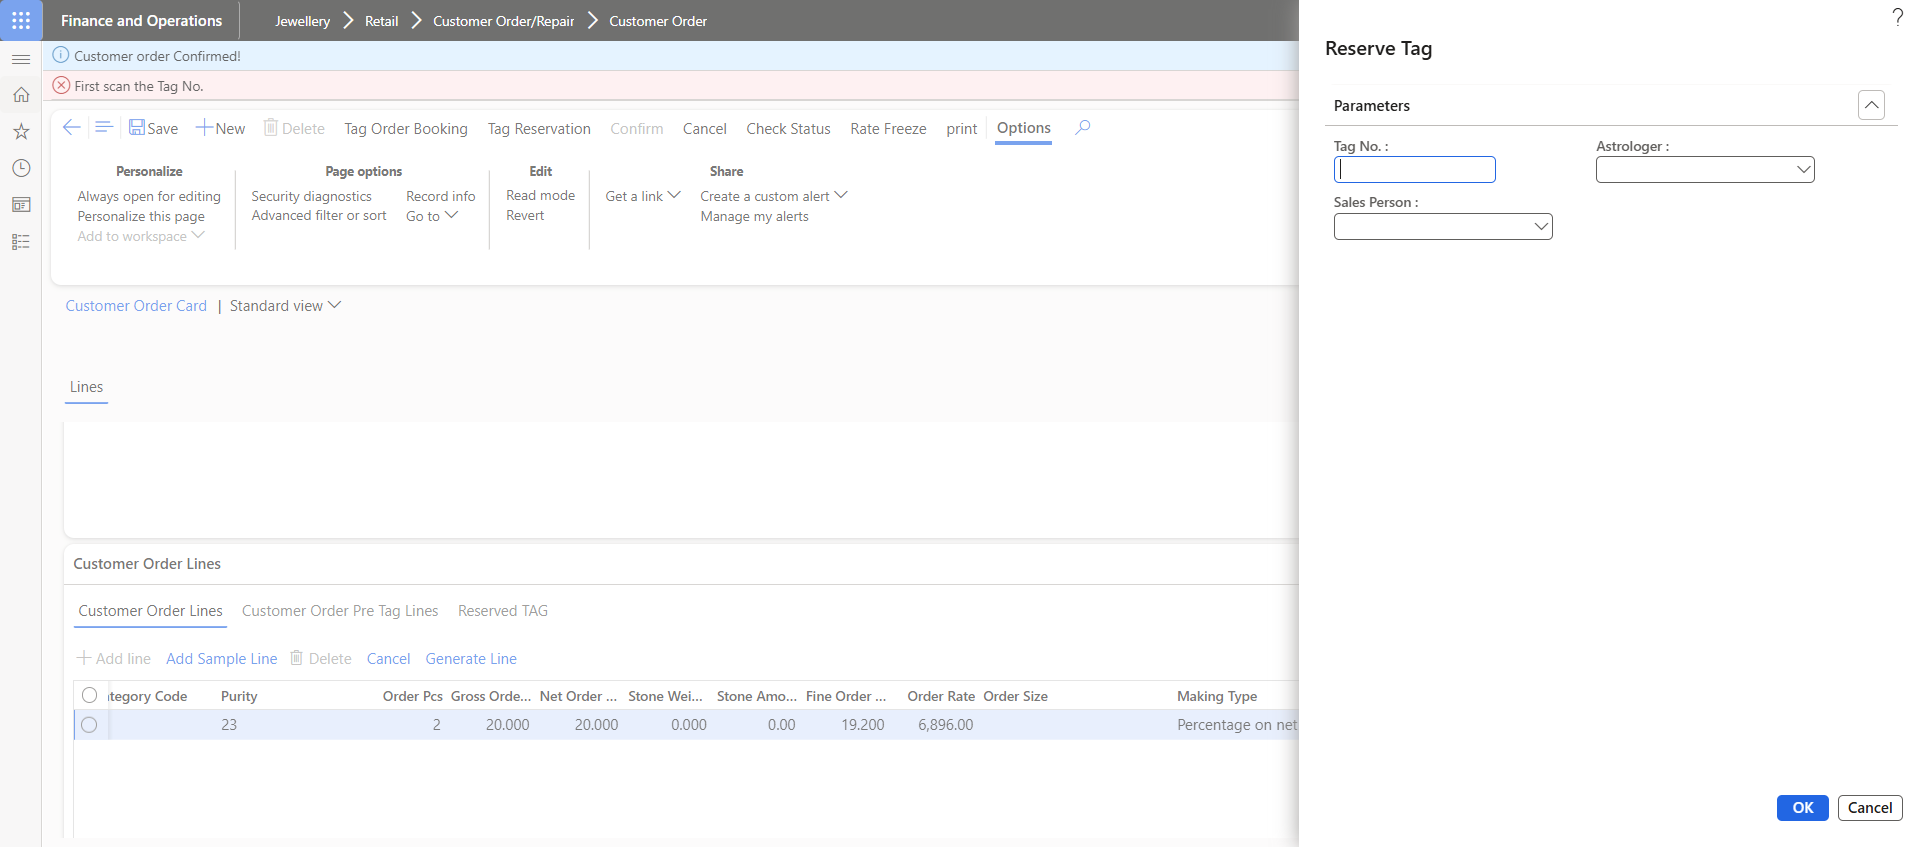 Finance and Operations
Jewellery > Retail > Customer Order/Repair > Customer Order
?
Customer order Confirmed!
First scan the Tag No.
Save New Delete Tag Order Booking Tag Reservation Confirm Cancel Check Status Rate Freeze print Options
Personalize
Always open for editing
Personalize this page
Add to workspace
Page options
Security diagnostics
Advanced filter or sort
Record info
Go to
Edit
Read mode
Revert
Share
Get a link
Create a custom alert
Manage my alerts
Customer Order Card | Standard view
Lines
Customer Order Lines
Customer Order Lines Customer Order Pre Tag Lines Reserved TAG
Add line Add Sample Line Delete Cancel Generate Line
tegory Code Purity Order Pcs Gross Orde... Net Order ... Stone Wei... Stone Amo... Fine Order ... Order Rate Order Size Making Type
23 2 20.000 20.000 0.000 0.00 19.200 6,896.00 Percentage on net
Reserve Tag
Parameters
Tag No. :
Astrologer :
Sales Person :
OK Cancel